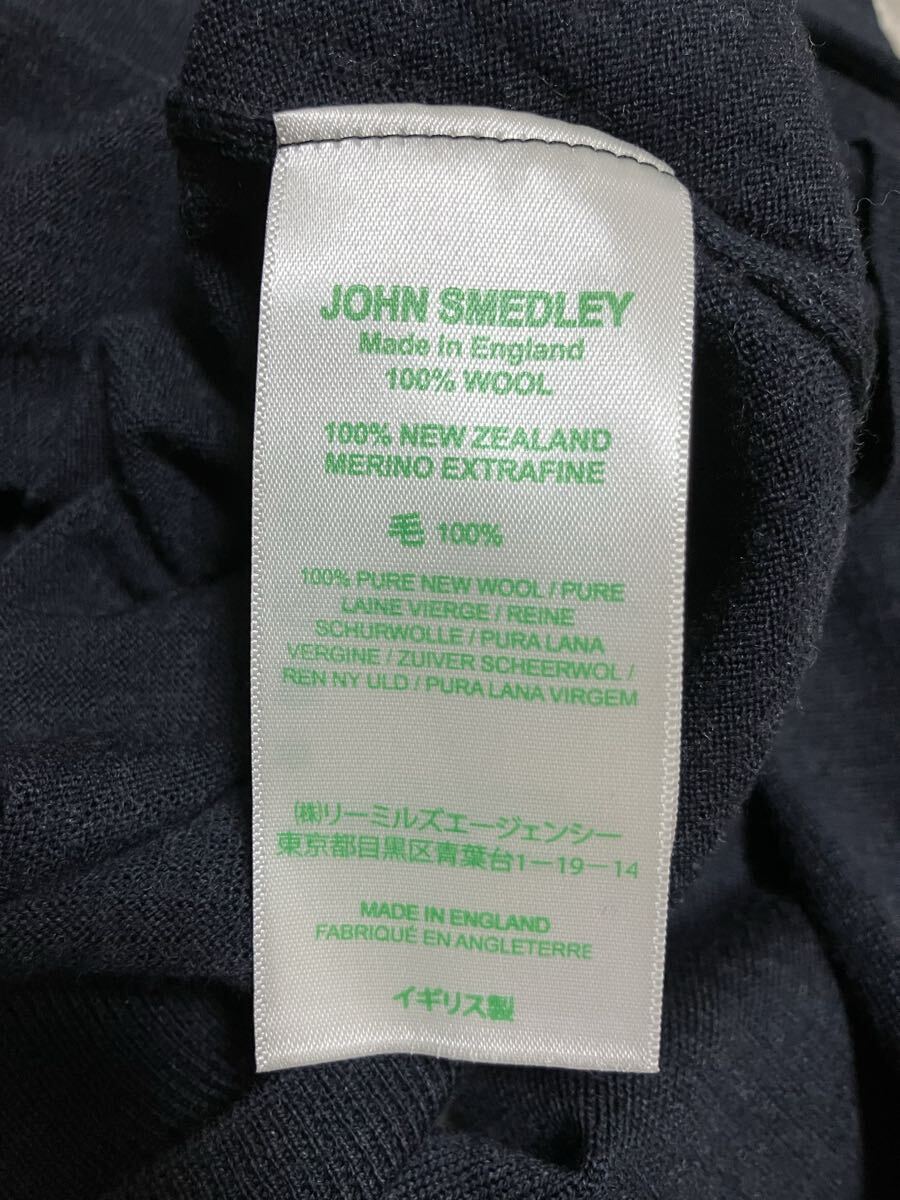 JOHN SMEDLEY
Made In England
100% WOOL
100% NEW ZEALAND
MERINO EXTRAFINE
毛 100%
100% PURE NEW WOOL / PURE
LAINE VIERGE / REINE
SCHURWOLLE / PURA LANA
VERGINE / ZUIVER SCHEERWOL /
REN NY ULD / PURA LANA VIRGEM
㈱リーミルズエージェンシー
東京都目黒区青葉台1－19－14
MADE IN ENGLAND
FABRIQUÉ EN ANGLETERRE
イギリス製